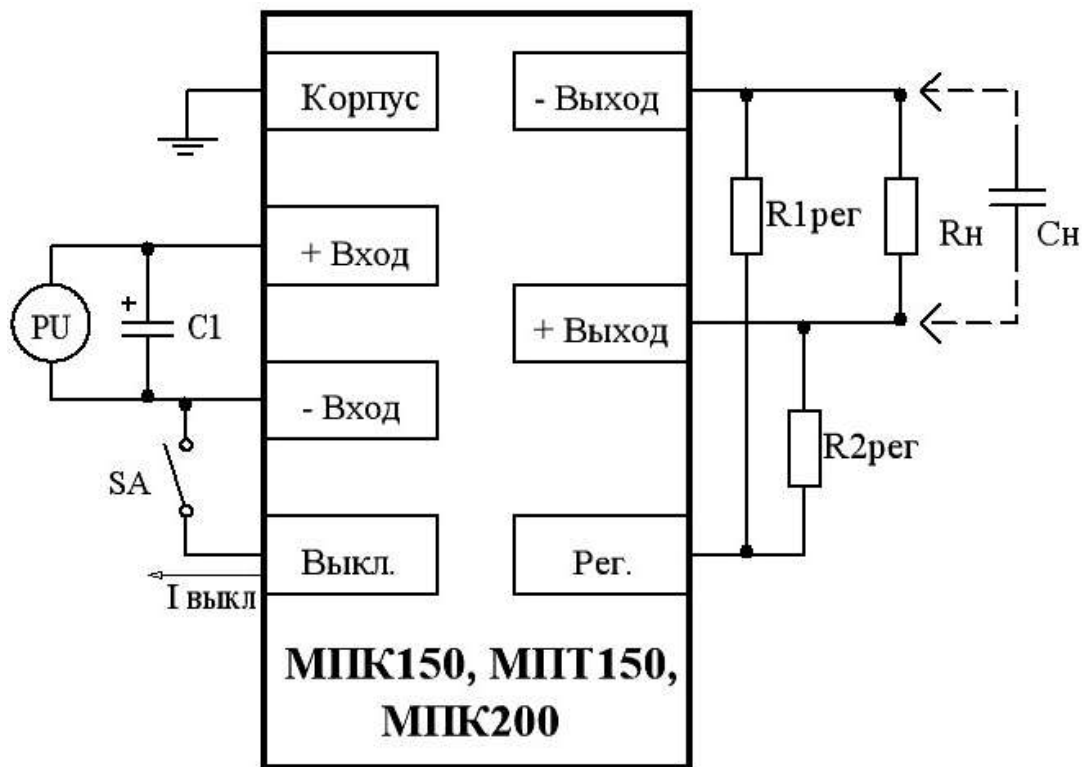 Корпус
- Выход
R1рег
Rн
Cн
+ Вход
PU
+
C1
+ Выход
- Вход
R2рег
SA
Выкл.
Рег.
I выкл
МПК150, МПТ150,
МПК200